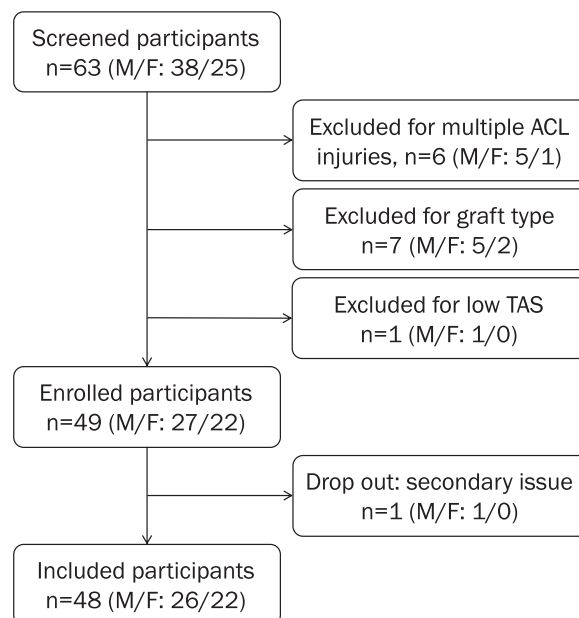 Screened participants
n=63 (M/F: 38/25)
Excluded for multiple ACL
injuries, n=6 (M/F: 5/1)
Excluded for graft type
n=7 (M/F: 5/2)
Excluded for low TAS
n=1 (M/F: 1/0)
Enrolled participants
n=49 (M/F: 27/22)
Drop out: secondary issue
n=1 (M/F: 1/0)
Included participants
n=48 (M/F: 26/22)